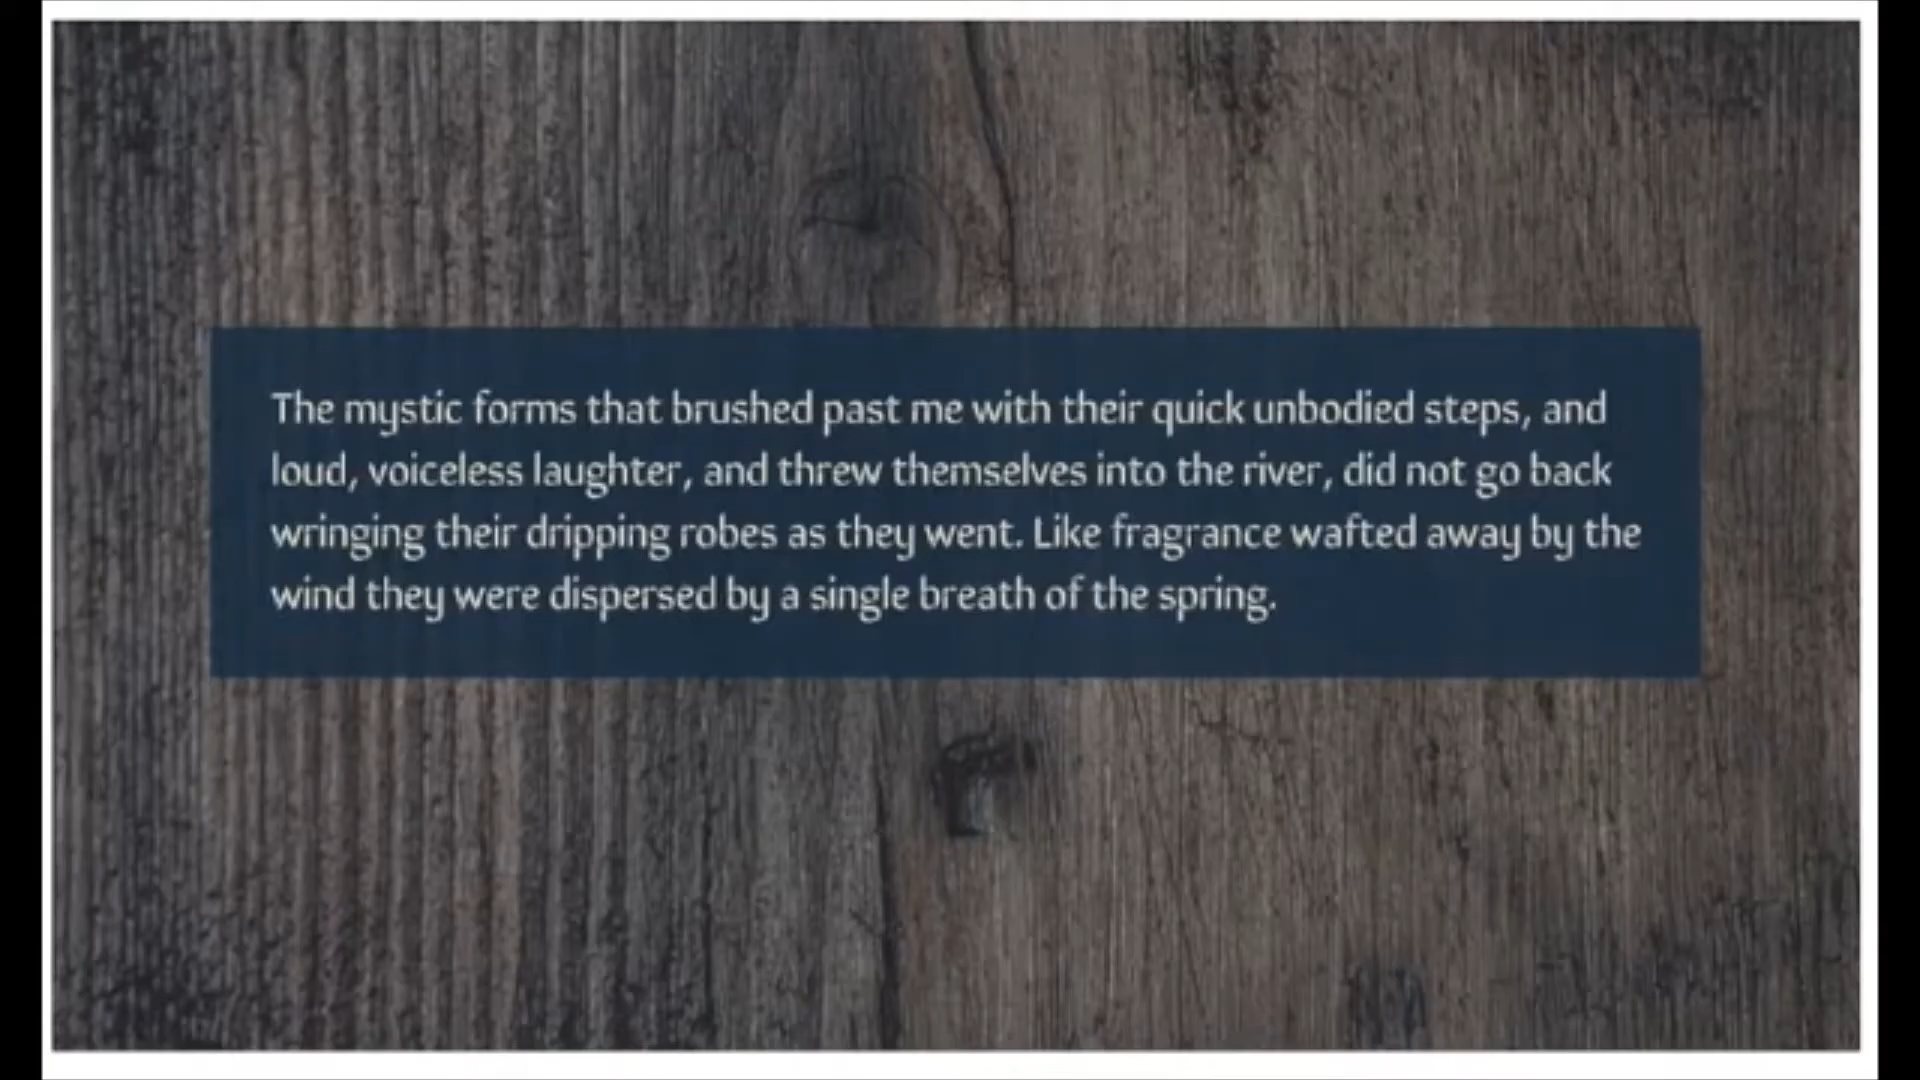 The mystic forms that brushed past me with their quick unbodied steps, and
loud, voiceless laughter, and threw themselves into the river, did not go back
wringing their dripping robes as they went. Like fragrance wafted away by the
wind they were dispersed by a single breath of the spring.